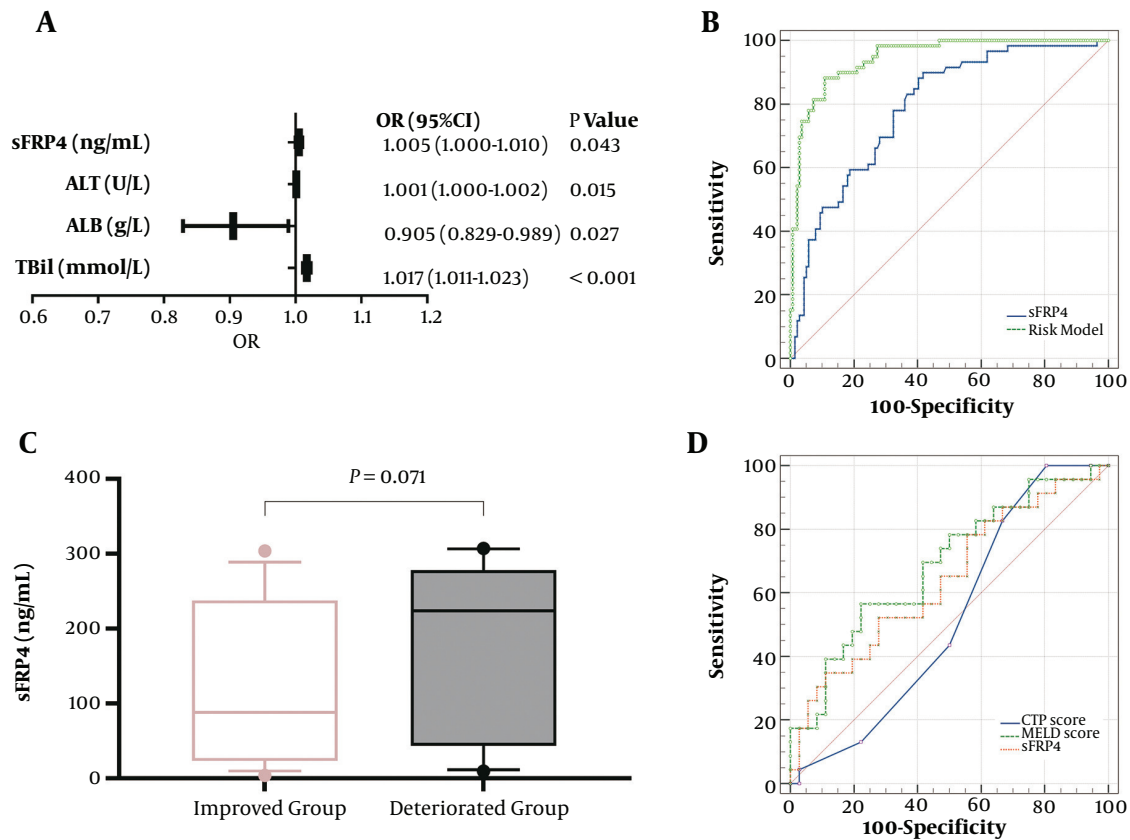 A
OR (95%CI) P Value
sFRP4 (ng/mL) 1.005 (1.000-1.010) 0.043
ALT (U/L) 1.001 (1.000-1.002) 0.015
ALB (g/L) 0.905 (0.829-0.989) 0.027
TBil (mmol/L) 1.017 (1.011-1.023) < 0.001
0.6 0.7 0.8 0.9 1.0 1.1 1.2
OR
B
100
80
60
40
20
0
Sensitivity
sFRP4
Risk Model
0 20 40 60 80 100
100-Specificity
C
P = 0.071
400
300
200
100
0
sFRP4 (ng/mL)
Improved Group Deteriorated Group
D
100
80
60
40
20
0
Sensitivity
CTP score
MELD score
sFRP4
0 20 40 60 80 100
100-Specificity